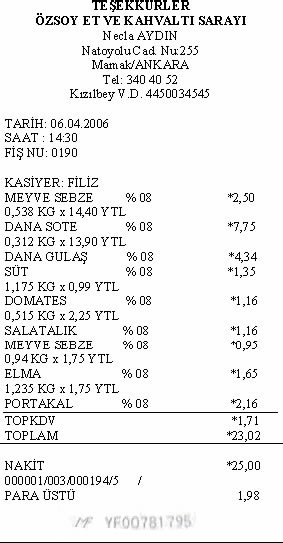 TEŞEKKÜRLER
ÖZSOY ET VE KAHVALTI SARAYI
Necla AYDIN
Natoyolu Cad. Nu:255
Mamak/ANKARA
Tel: 340 40 52
Kızılbey V.D. 4450034545
TARİH: 06.04.2006
SAAT : 14:30
FİŞ NU: 0190
KASİYER: FİLİZ
MEYVE SEBZE % 08 *2,50
0,538 KG x 14,40 YTL
DANA SOTE % 08 *7,75
0,312 KG x 13,90 YTL
DANA GULAŞ % 08 *4,34
SÜT % 08 *1,35
1,175 KG x 0,99 YTL
DOMATES % 08 *1,16
0,515 KG x 2,25 YTL
SALATALIK % 08 *1,16
MEYVE SEBZE % 08 *0,95
0,94 KG x 1,75 YTL
ELMA % 08 *1,65
1,235 KG x 1,75 YTL
PORTAKAL % 08 *2,16
TOPKDV *1,71
TOPLAM *23,02
NAKİT *25,00
000001/003/000194/5 /
PARA ÜSTÜ 1,98
MF YF00781795